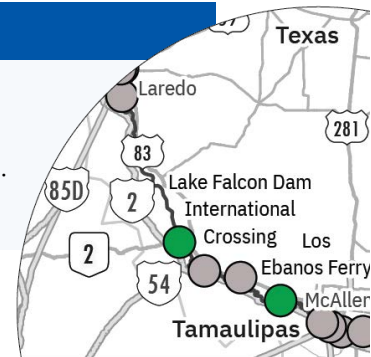 Texas
Laredo
281
83
Lake Falcon Dam
85D
2
International
Crossing
Los
2
Ebanos Ferry
54
McAllen
Tamaulipas